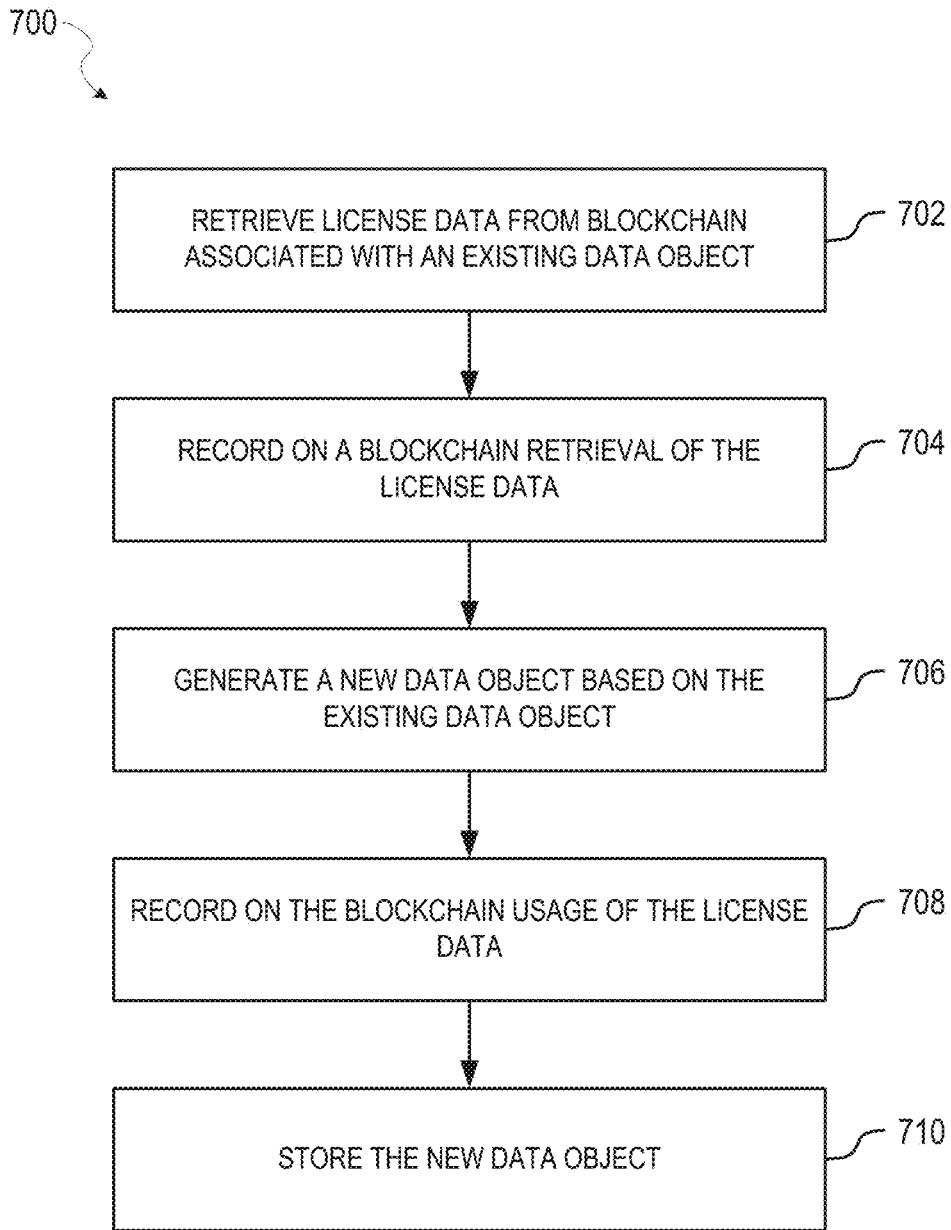 700
RETRIEVE LICENSE DATA FROM BLOCKCHAIN
ASSOCIATED WITH AN EXISTING DATA OBJECT
702
RECORD ON A BLOCKCHAIN RETRIEVAL OF THE
LICENSE DATA
704
GENERATE A NEW DATA OBJECT BASED ON THE
EXISTING DATA OBJECT
706
RECORD ON THE BLOCKCHAIN USAGE OF THE LICENSE
DATA
708
STORE THE NEW DATA OBJECT
710